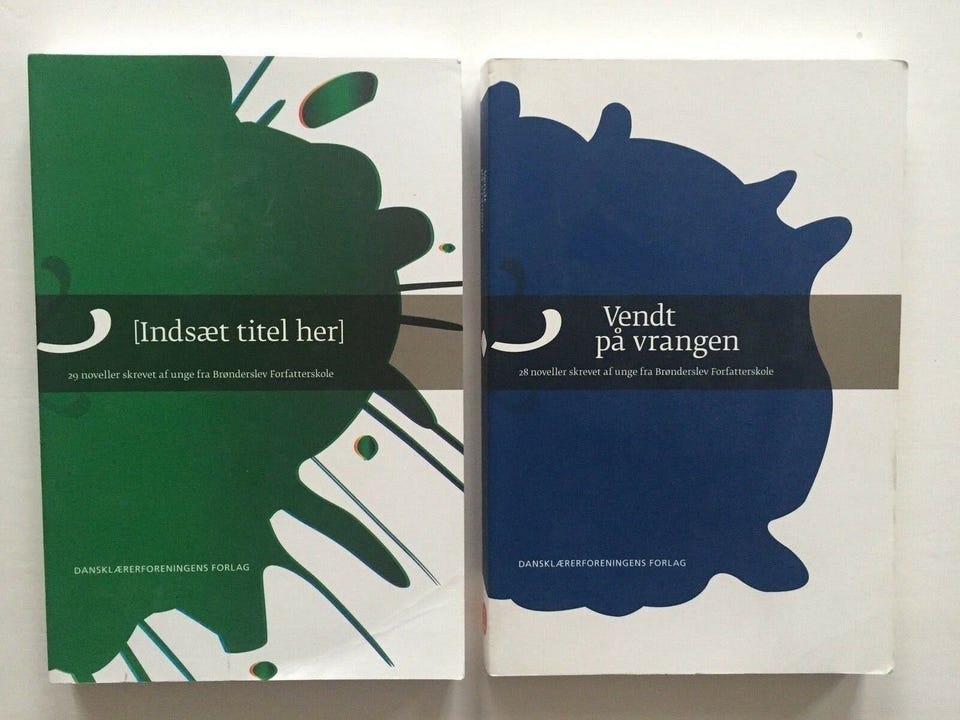 [Indsæt titel her]
29 noveller skrevet af unge fra Brønderslev Forfatterskole
DANSKLÆRERFORENINGENS FORLAG
Vendt
på vrangen
28 noveller skrevet af unge fra Brønderslev Forfatterskole
DANSKLÆRERFORENINGENS FORLAG